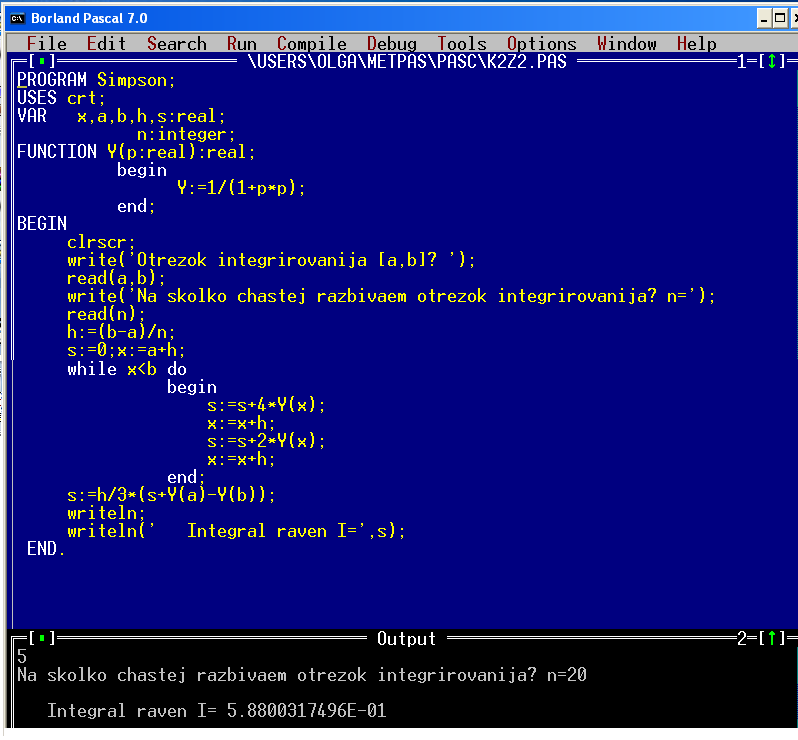 Borland Pascal 7.0
File Edit Search Run Compile Debug Tools Options Window Help
\USERS\OLGA\METPAS\PASC\K2Z2.PAS 1
PROGRAM Simpson;
USES crt;
VAR x,a,b,h,s:real;
n:integer;
FUNCTION Y(p:real):real;
begin
Y:=1/(1+p*p);
end;
BEGIN
clrscr;
write('Otrezok integrirovanija [a,b]? ');
read(a,b);
write('Na skolko chastej razbivaem otrezok integrirovanija? n=');
read(n);
h:=(b-a)/n;
s:=0;x:=a+h;
while x<b do
begin
s:=s+4*Y(x);
x:=x+h;
s:=s+2*Y(x);
x:=x+h;
end;
s:=h/3*(s+Y(a)-Y(b));
writeln;
writeln('   Integral raven I=',s);
END.
Output 2
5
Na skolko chastej razbivaem otrezok integrirovanija? n=20
Integral raven I= 5.8800317496E-01